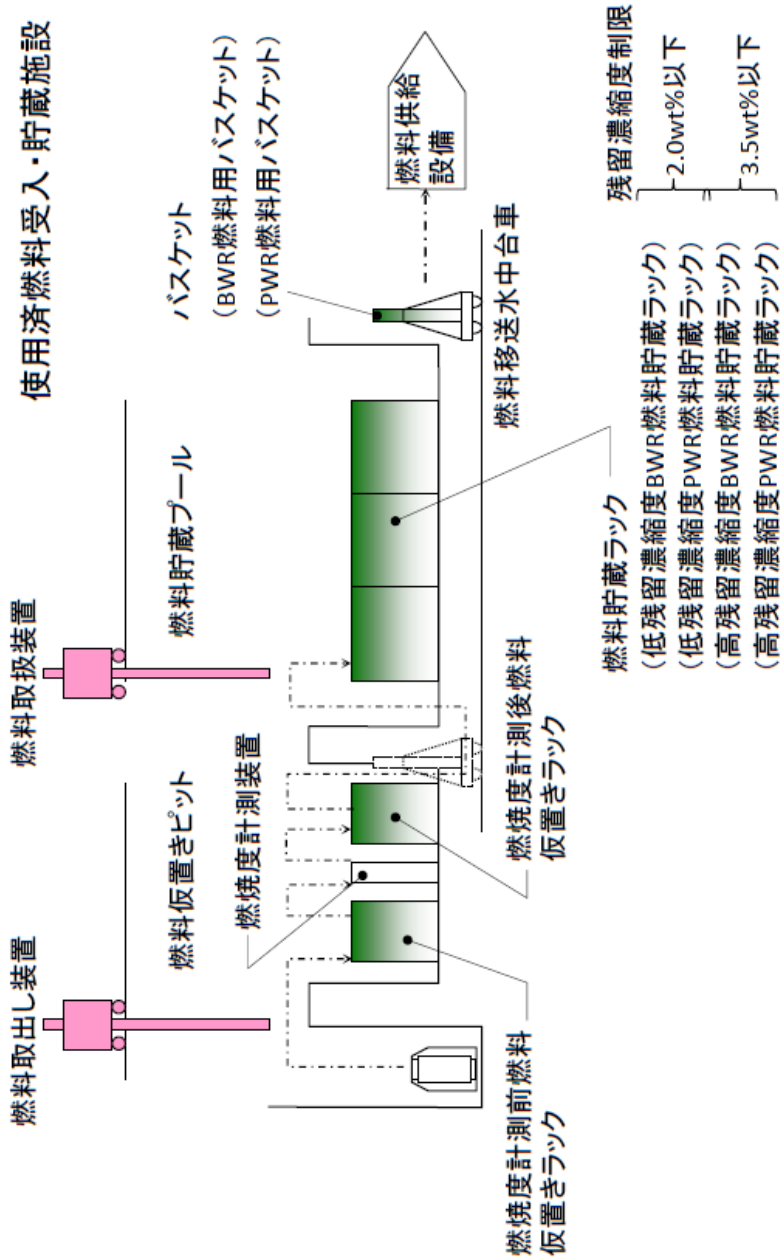 使用済燃料受入・貯蔵施設
燃料取出し装置
燃料取扱装置
燃料仮置きピット
燃料貯蔵プール
バスケット
(BWR燃料用バスケット)
(PWR燃料用バスケット)
燃焼度計測装置
燃料供給
設備
燃焼度計測前燃料
仮置きラック
燃焼度計測後燃料
仮置きラック
燃料移送水中台車
燃料貯蔵ラック
残留濃縮度制限
(低残留濃縮度BWR燃料貯蔵ラック)
(低残留濃縮度PWR燃料貯蔵ラック)
2.0wt%以下
(高残留濃縮度BWR燃料貯蔵ラック)
(高残留濃縮度PWR燃料貯蔵ラック)
3.5wt%以下